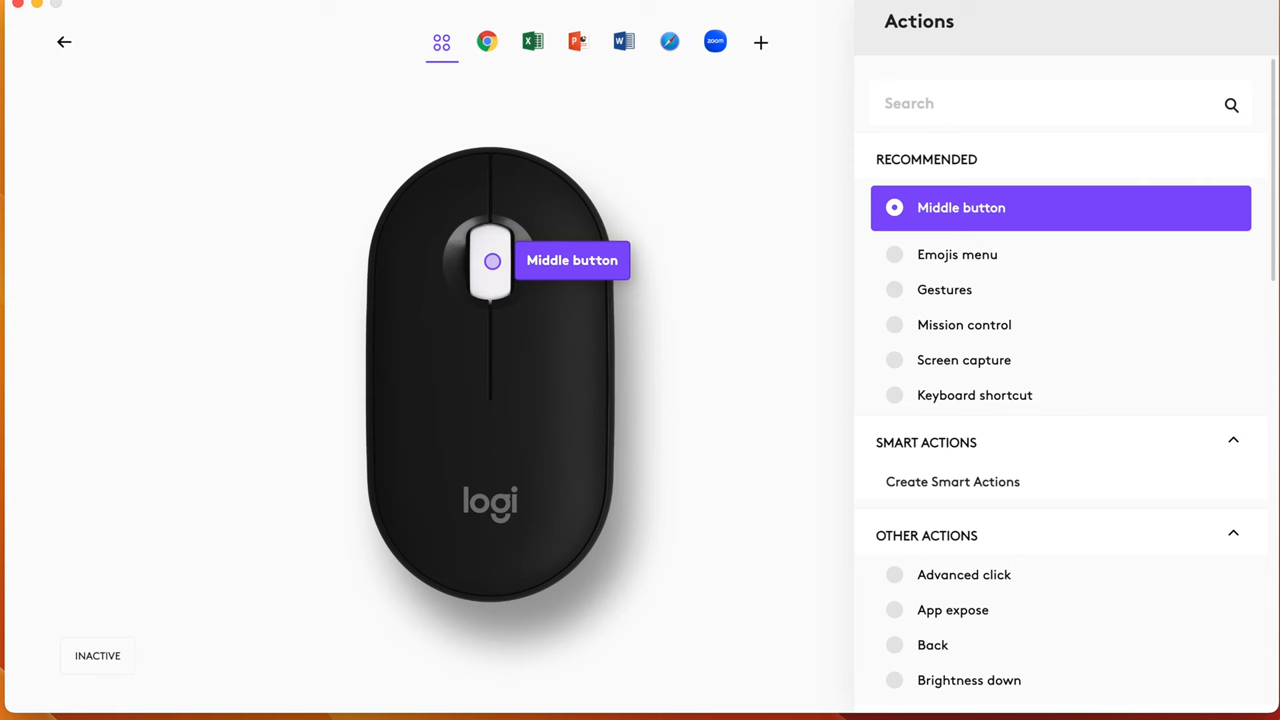 zoom
Actions
Search
RECOMMENDED
Middle button
Emojis menu
Gestures
Mission control
Screen capture
Keyboard shortcut
SMART ACTIONS
Create Smart Actions
OTHER ACTIONS
Advanced click
App expose
Back
Brightness down
Middle button
logi
INACTIVE